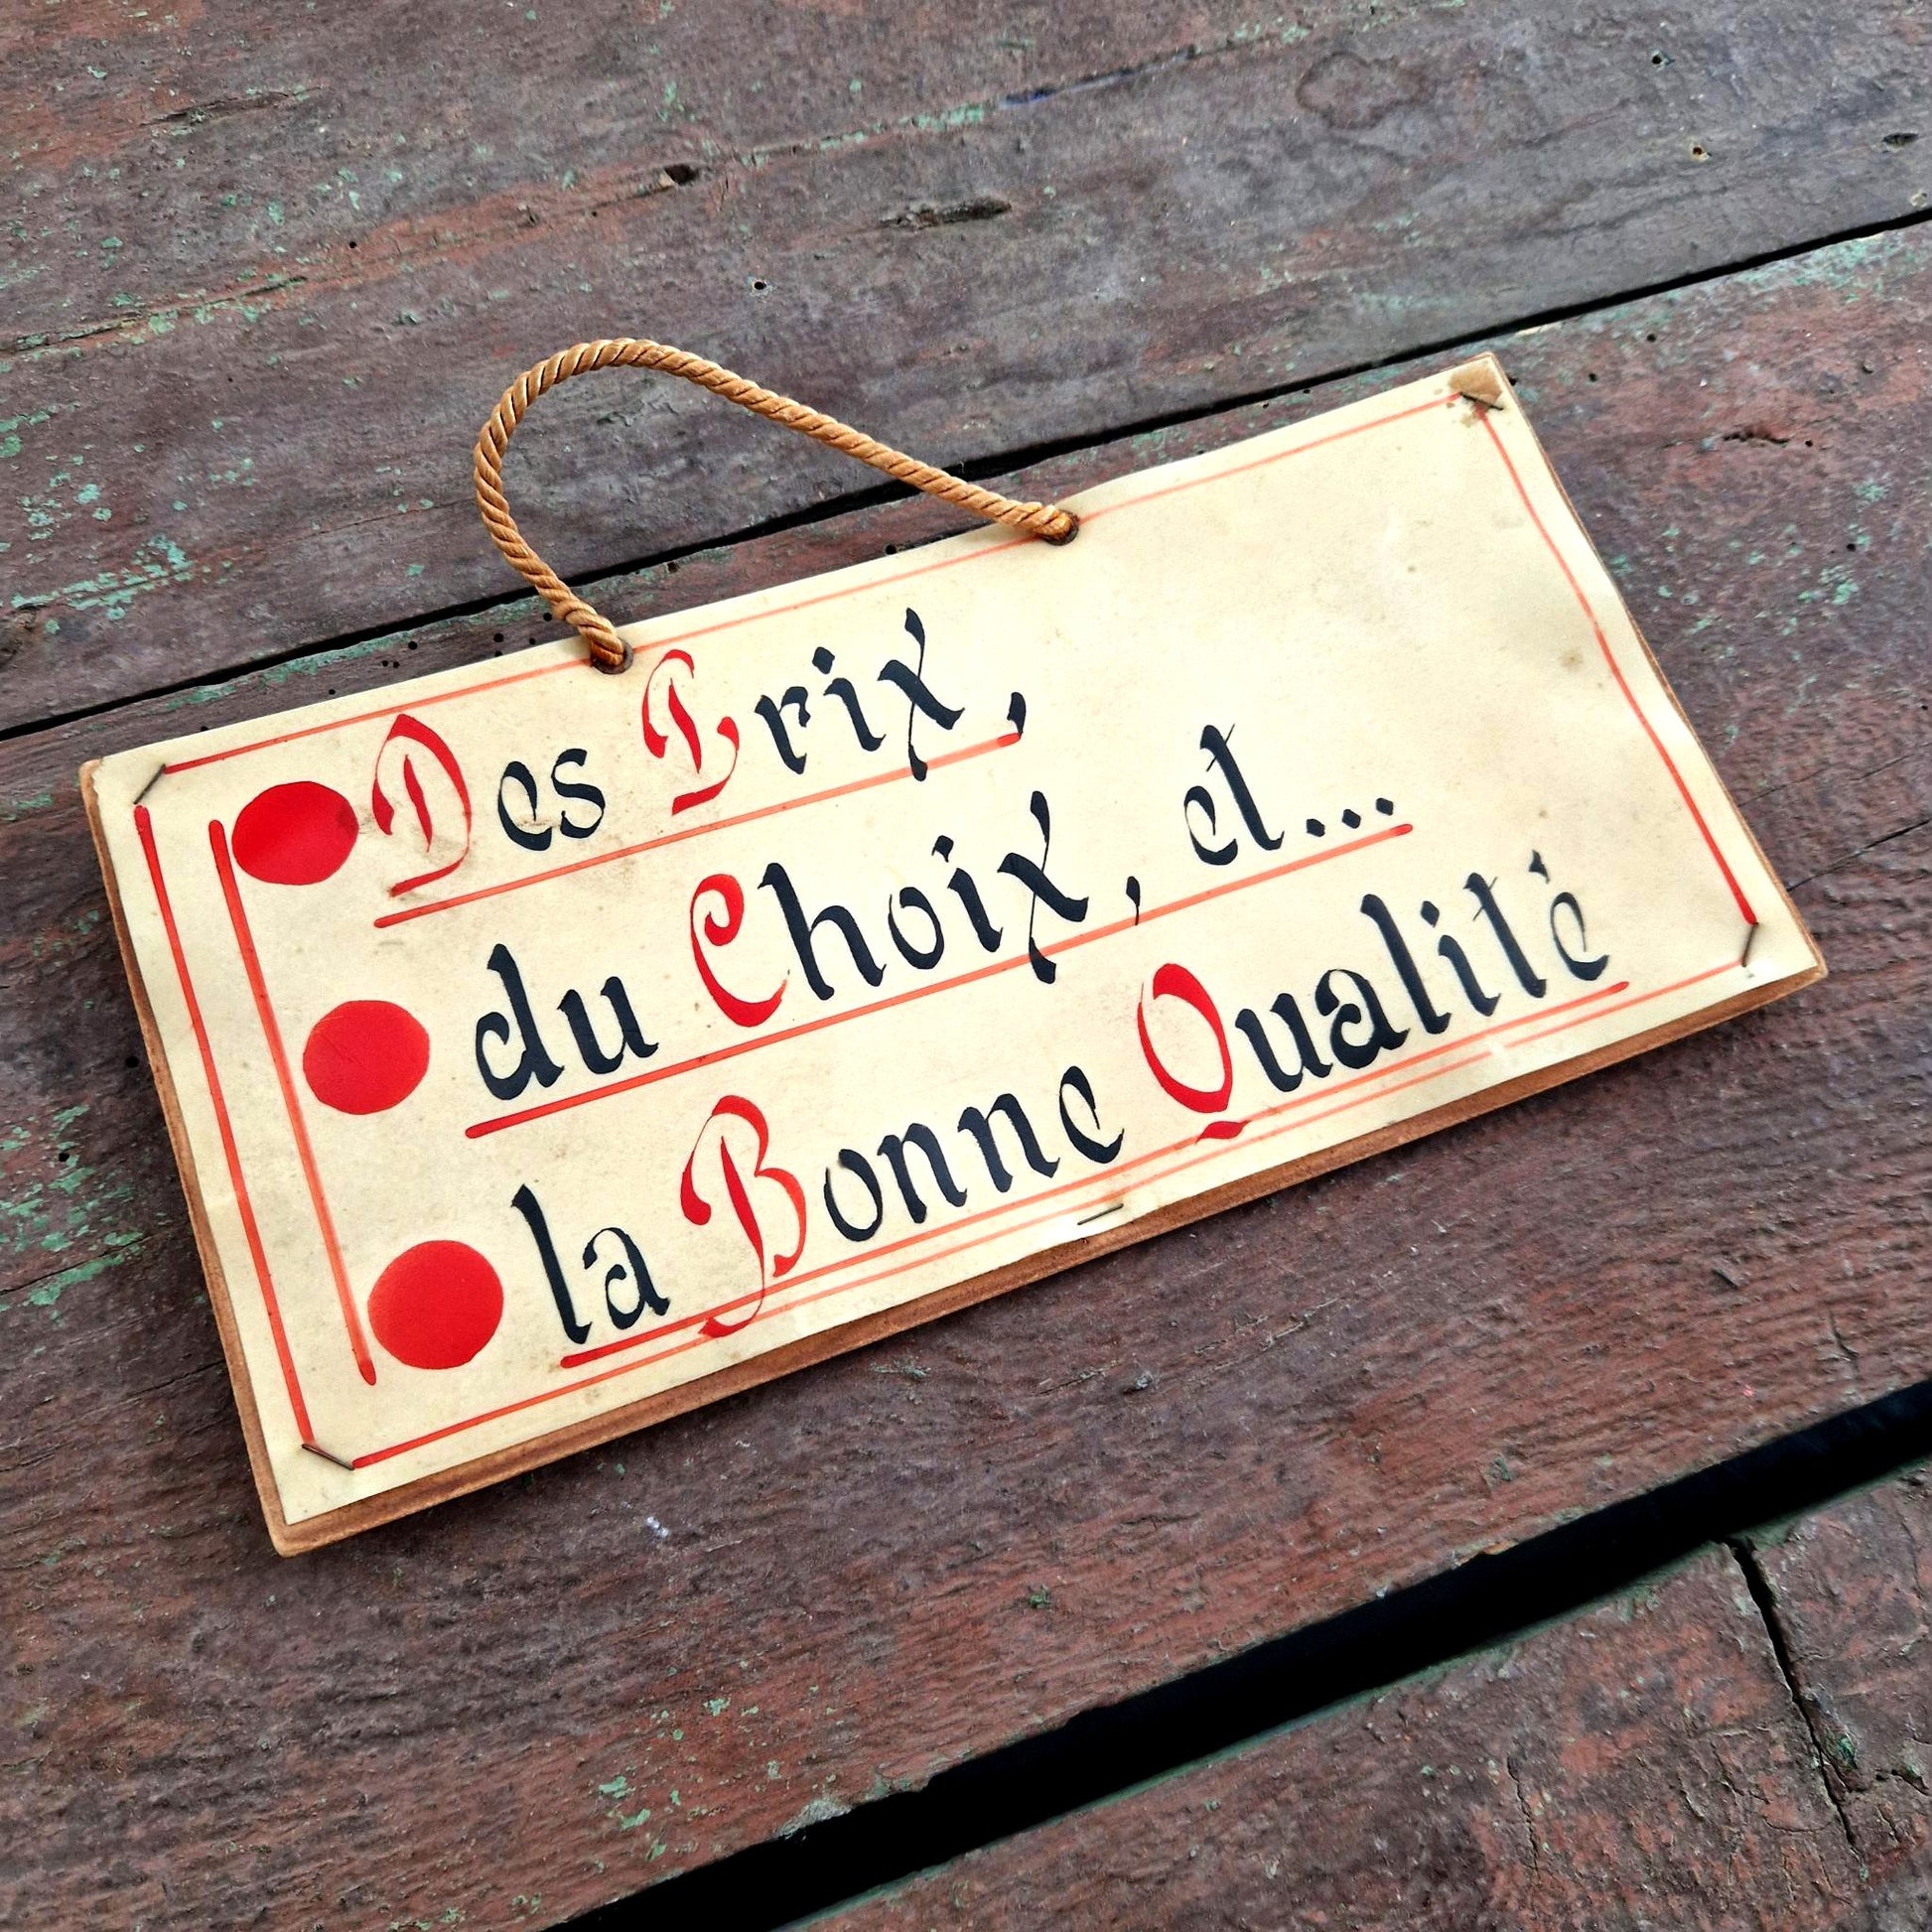 Des Prix,
du Choix, et...
la Bonne Qualité